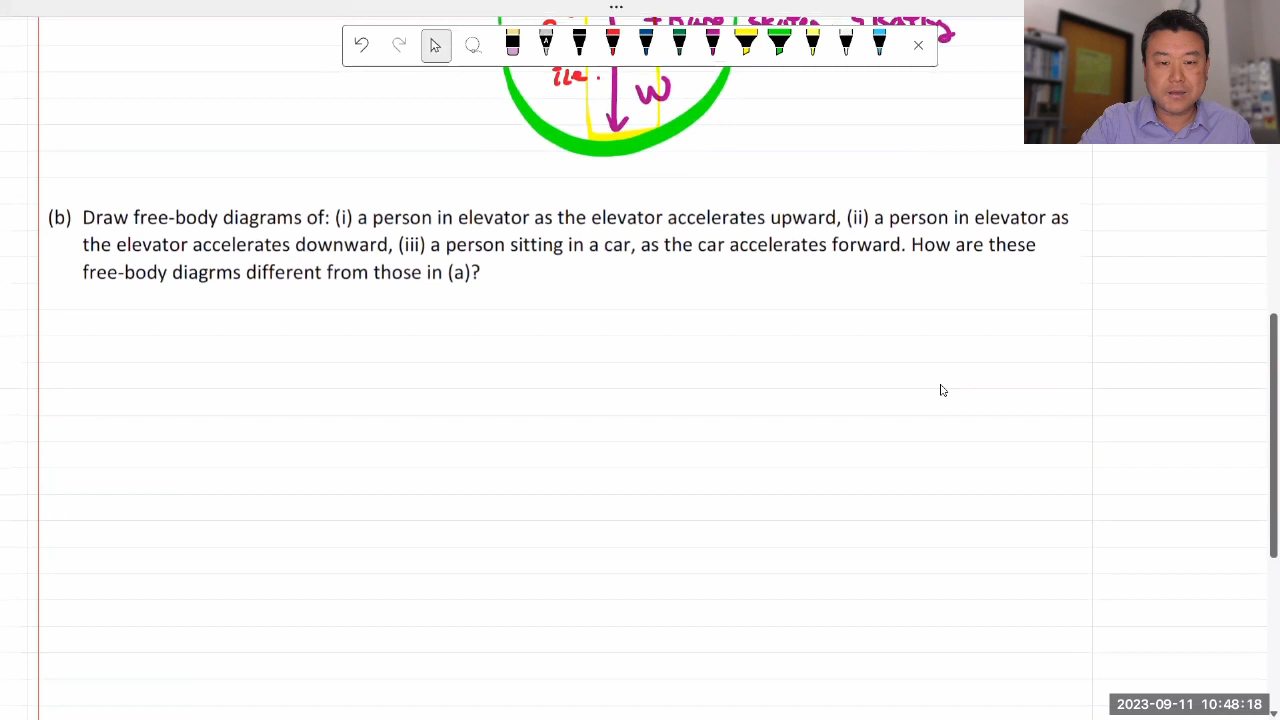 skates
W
(b) Draw free-body diagrams of: (i) a person in elevator as the elevator accelerates upward, (ii) a person in elevator as
the elevator accelerates downward, (iii) a person sitting in a car, as the car accelerates forward. How are these
free-body diagrms different from those in (a)?
2023-09-11 10:48:18